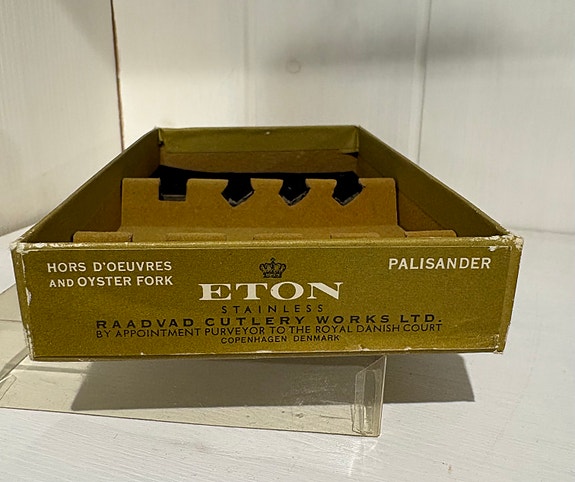 HORS D'OEUVRES
AND OYSTER FORK
PALISANDER
ETON
STAINLESS
RAADVAD CUTLERY WORKS LTD.
BY APPOINTMENT PURVEYOR TO THE ROYAL DANISH COURT
COPENHAGEN DENMARK